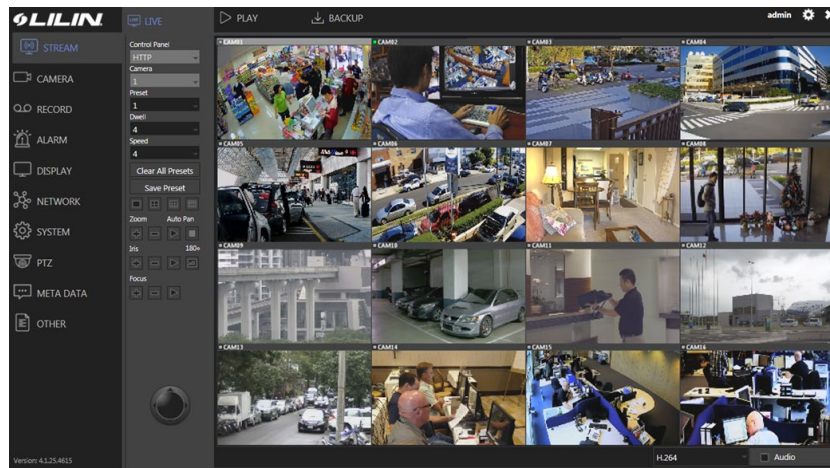 LILIN
LIVE
PLAY
BACKUP
admin
STREAM
CAMERA
RECORD
ALARM
DISPLAY
NETWORK
SYSTEM
PTZ
META DATA
OTHER
Version: 4.1.25.4615
Control Panel
HTTP
Camera
1
Preset
1
Dwell
4
Speed
4
Clear All Presets
Save Preset
Zoom Auto Pan
Iris 180°
Focus
CAM01 CAM02 CAM03 CAM04
CAM05 CAM06 CAM07 CAM08
CAM09 CAM10 CAM11 CAM12
CAM13 CAM14 CAM15 CAM16
H.264 Audio